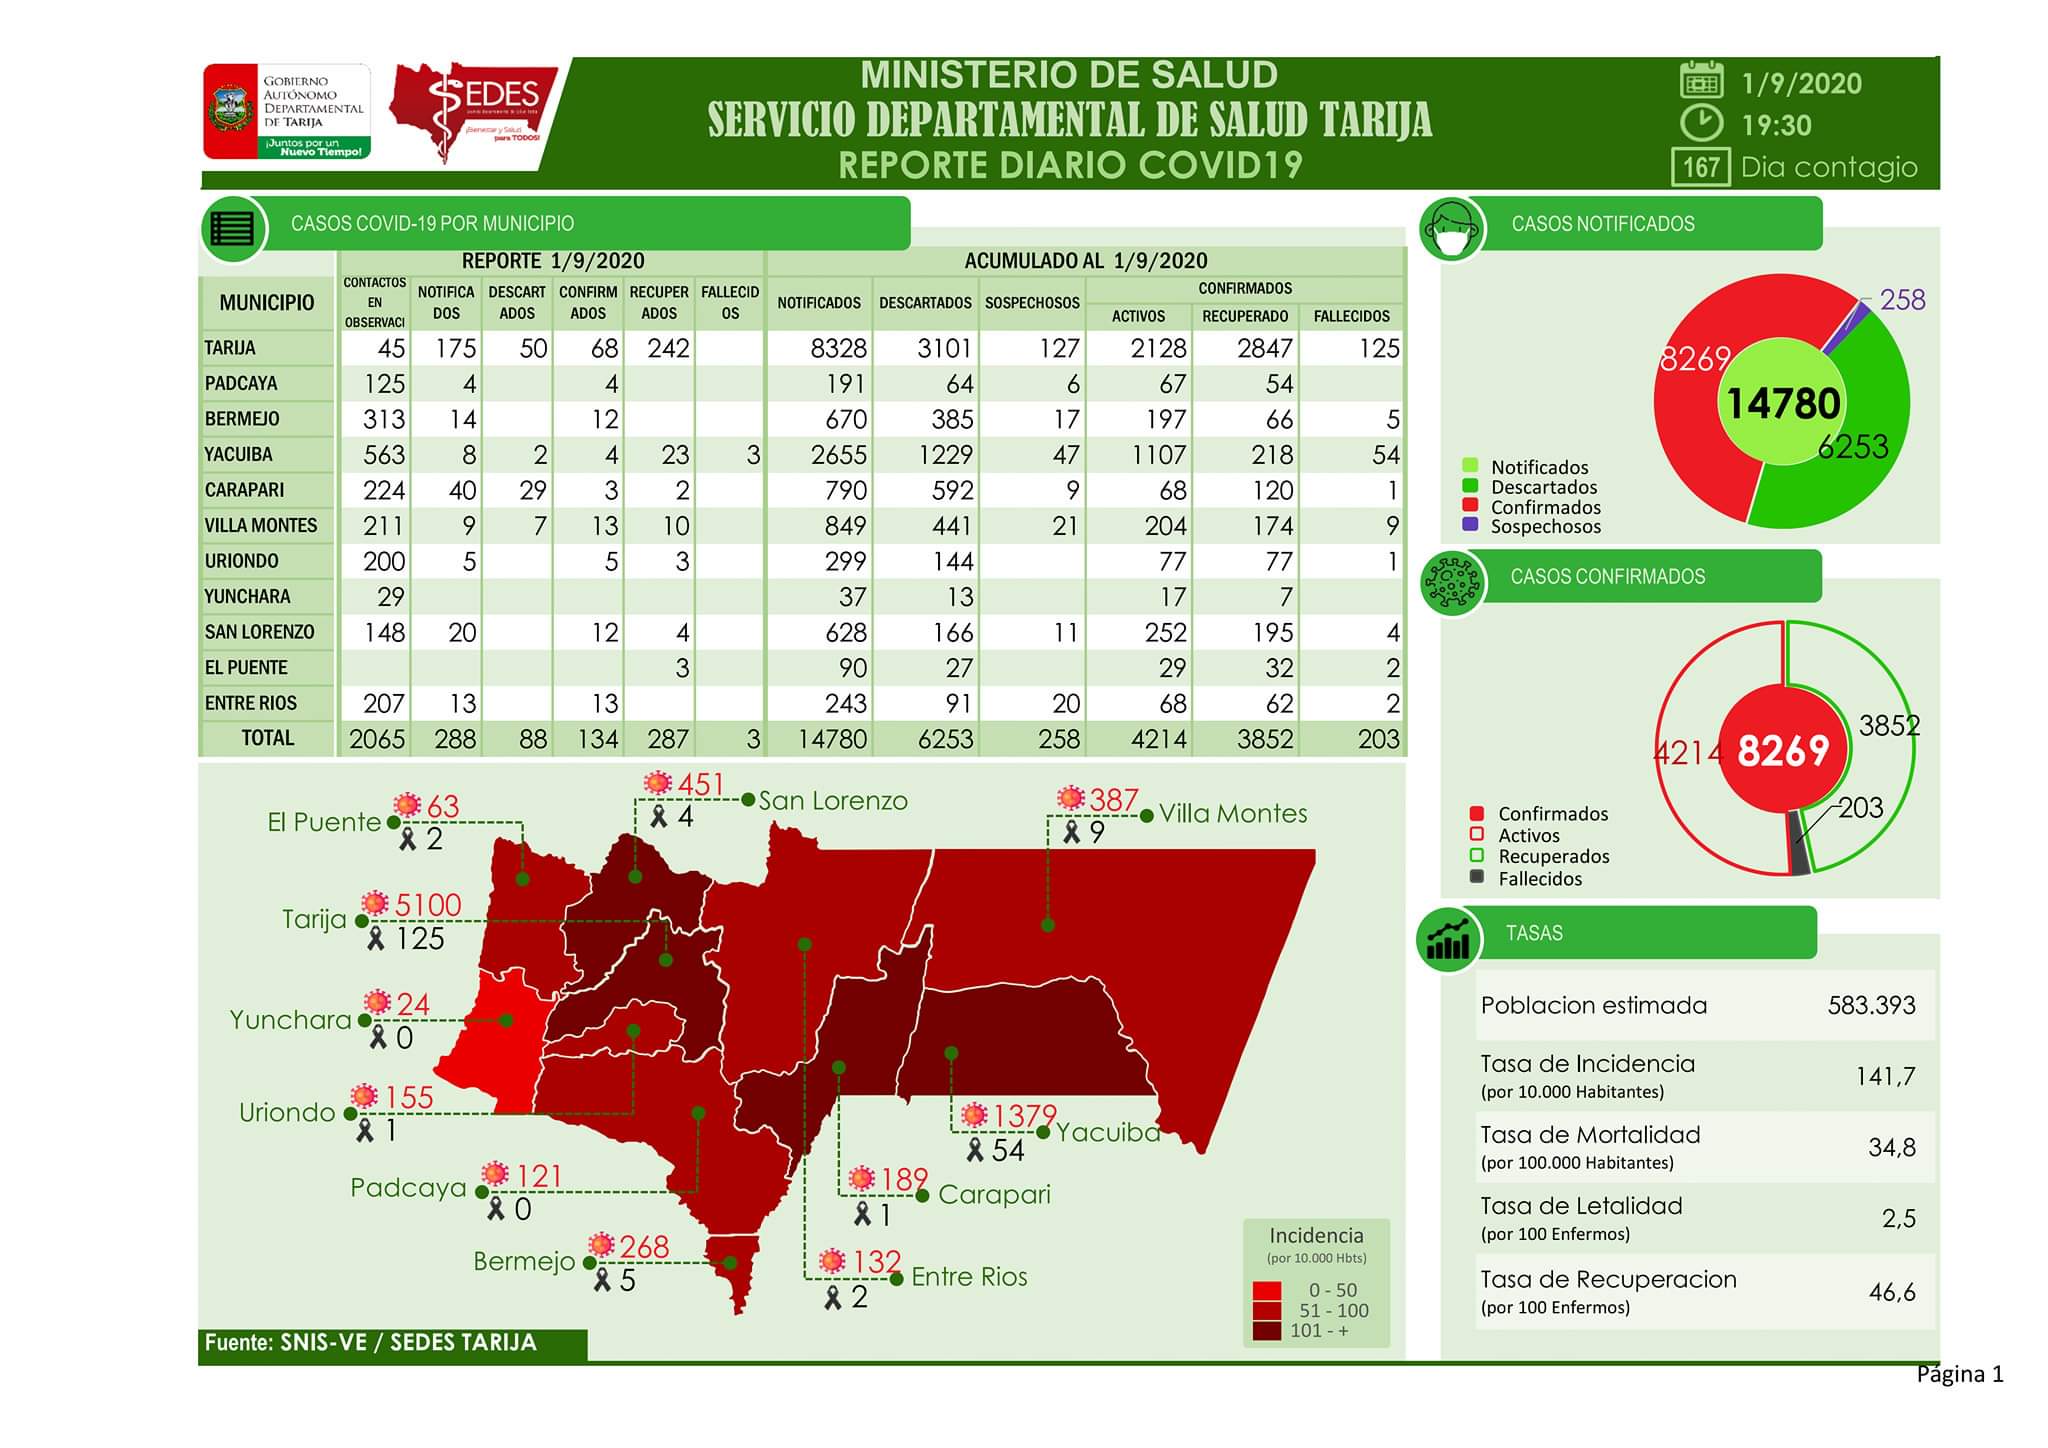 GOBIERNO
AUTÓNOMO
DEPARTAMENTAL
DE TARIJA
¡Juntos por un
Nuevo Tiempo!
SEDES
¡Bienestar y Salud
para TODOS!
MINISTERIO DE SALUD
SERVICIO DEPARTAMENTAL DE SALUD TARIJA
REPORTE DIARIO COVID19
1/9/2020
19:30
167 Dia contagio
CASOS COVID-19 POR MUNICIPIO
REPORTE 1/9/2020 ACUMULADO AL 1/9/2020
MUNICIPIO
CONTACTOS
EN
OBSERVACI
NOTIFICA
DOS
DESCART
ADOS
CONFIRM
ADOS
RECUPER
ADOS
FALLECID
OS
NOTIFICADOS DESCARTADOS SOSPECHOSOS
CONFIRMADOS
ACTIVOS RECUPERADO FALLECIDOS
TARIJA 45 175 50 68 242 8328 3101 127 2128 2847 125
PADCAYA 125 4 4 191 64 6 67 54
BERMEJO 313 14 12 670 385 17 197 66 5
YACUIBA 563 8 2 4 23 3 2655 1229 47 1107 218 54
CARAPARI 224 40 29 3 2 790 592 9 68 120 1
VILLA MONTES 211 9 7 13 10 849 441 21 204 174 9
URIONDO 200 5 5 3 299 144 77 77 1
YUNCHARA 29 37 13 17 7
SAN LORENZO 148 20 12 4 628 166 11 252 195 4
EL PUENTE 3 90 27 29 32 2
ENTRE RIOS 207 13 13 243 91 20 68 62 2
TOTAL 2065 288 88 134 287 3 14780 6253 258 4214 3852 203
CASOS NOTIFICADOS
258
8269
14780
6253
Notificados
Descartados
Confirmados
Sospechosos
CASOS CONFIRMADOS
3852
4214
8269
203
Confirmados
Activos
Recuperados
Fallecidos
TASAS
Poblacion estimada 583.393
Tasa de Incidencia
(por 10.000 Habitantes)
141,7
Tasa de Mortalidad
(por 100.000 Habitantes)
34,8
Tasa de Letalidad
(por 100 Enfermos)
2,5
Tasa de Recuperacion
(por 100 Enfermos)
46,6
El Puente 63
2
451 San Lorenzo
4
387 Villa Montes
9
Tarija 5100
125
Yunchara 24
0
Uriondo 155
1
Padcaya 121
0
Bermejo 268
5
1379 Yacuiba
54
189 Carapari
1
132 Entre Rios
2
Incidencia
(por 10.000 Hbts)
0 - 50
51 - 100
101 - +
Fuente: SNIS-VE / SEDES TARIJA
Página 1